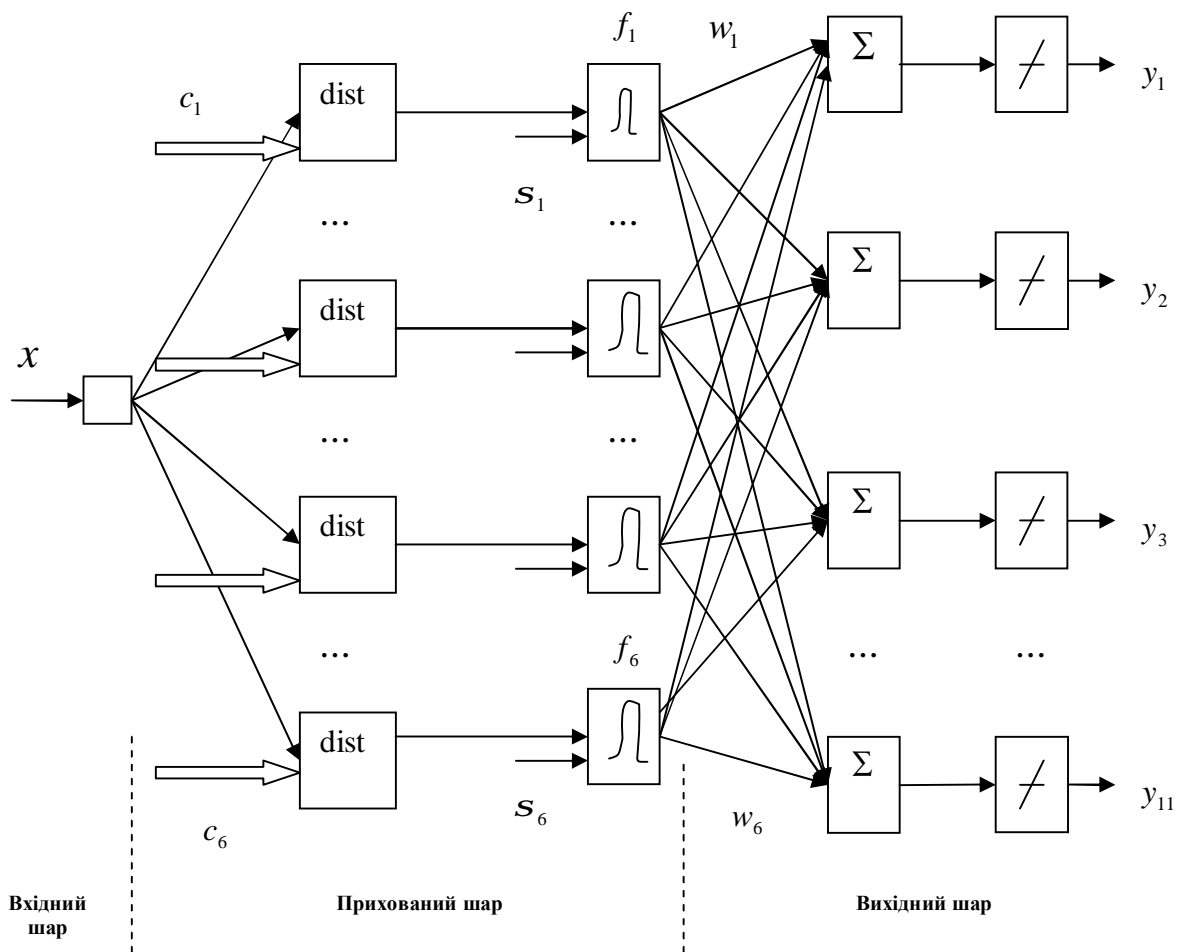 f₁ w₁
Σ
y₁
c₁
dist
s₁
... ...
Σ
y₂
dist
x
... ...
Σ
y₃
dist
... f₆ ... ...
dist
Σ
y₁₁
s₆ w₆
c₆
Вхідний
шар
Прихований шар
Вихідний шар